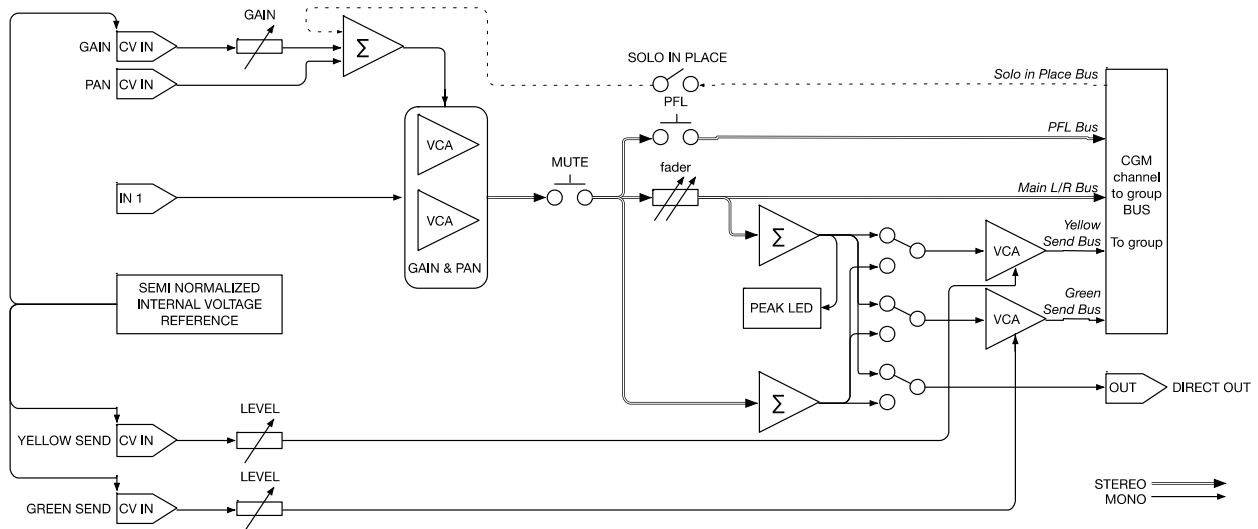 GAIN
GAIN
CV IN
Σ
SOLO IN PLACE
Solo in Place Bus
PAN
CV IN
PFL
PFL Bus
VCA
CGM
channel
to group
BUS
To group
MUTE
fader
Main L/R Bus
IN 1
VCA
GAIN & PAN
Σ
Yellow
Send Bus
VCA
SEMI NORMALIZED
INTERNAL VOLTAGE
REFERENCE
PEAK LED
Green
Send Bus
VCA
OUT
DIRECT OUT
Σ
LEVEL
YELLOW SEND
CV IN
LEVEL
GREEN SEND
CV IN
STEREO
MONO